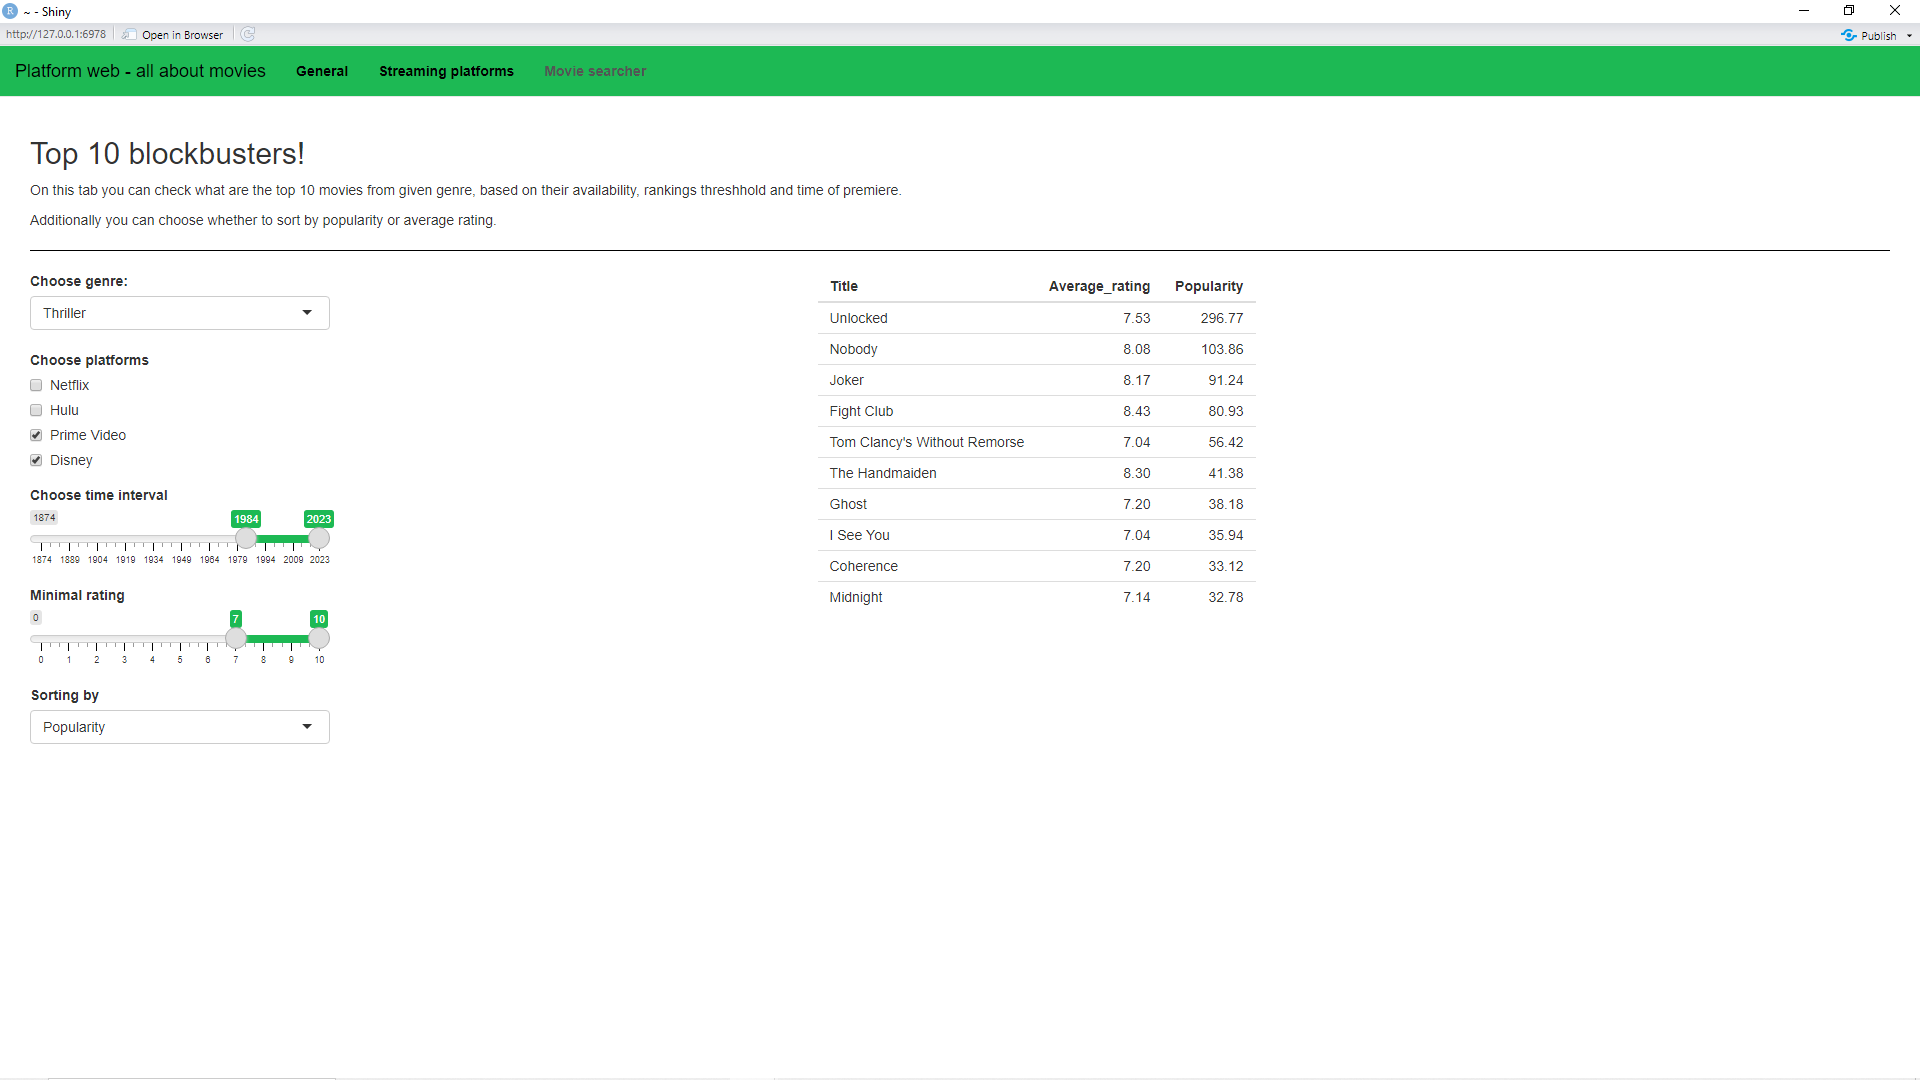 R ~ - Shiny
http://127.0.0.1:6978 Open in Browser Publish
Platform web - all about movies General Streaming platforms Movie searcher
Top 10 blockbusters!
On this tab you can check what are the top 10 movies from given genre, based on their availability, rankings threshhold and time of premiere.
Additionally you can choose whether to sort by popularity or average rating.
Choose genre:
Thriller
Choose platforms
Netflix
Hulu
Prime Video
Disney
Choose time interval
1874 1984 2023
1874 1889 1904 1919 1934 1949 1964 1979 1994 2009 2023
Minimal rating
0 7 10
0 1 2 3 4 5 6 7 8 9 10
Sorting by
Popularity
Title Average_rating Popularity
Unlocked 7.53 296.77
Nobody 8.08 103.86
Joker 8.17 91.24
Fight Club 8.43 80.93
Tom Clancy's Without Remorse 7.04 56.42
The Handmaiden 8.30 41.38
Ghost 7.20 38.18
I See You 7.04 35.94
Coherence 7.20 33.12
Midnight 7.14 32.78